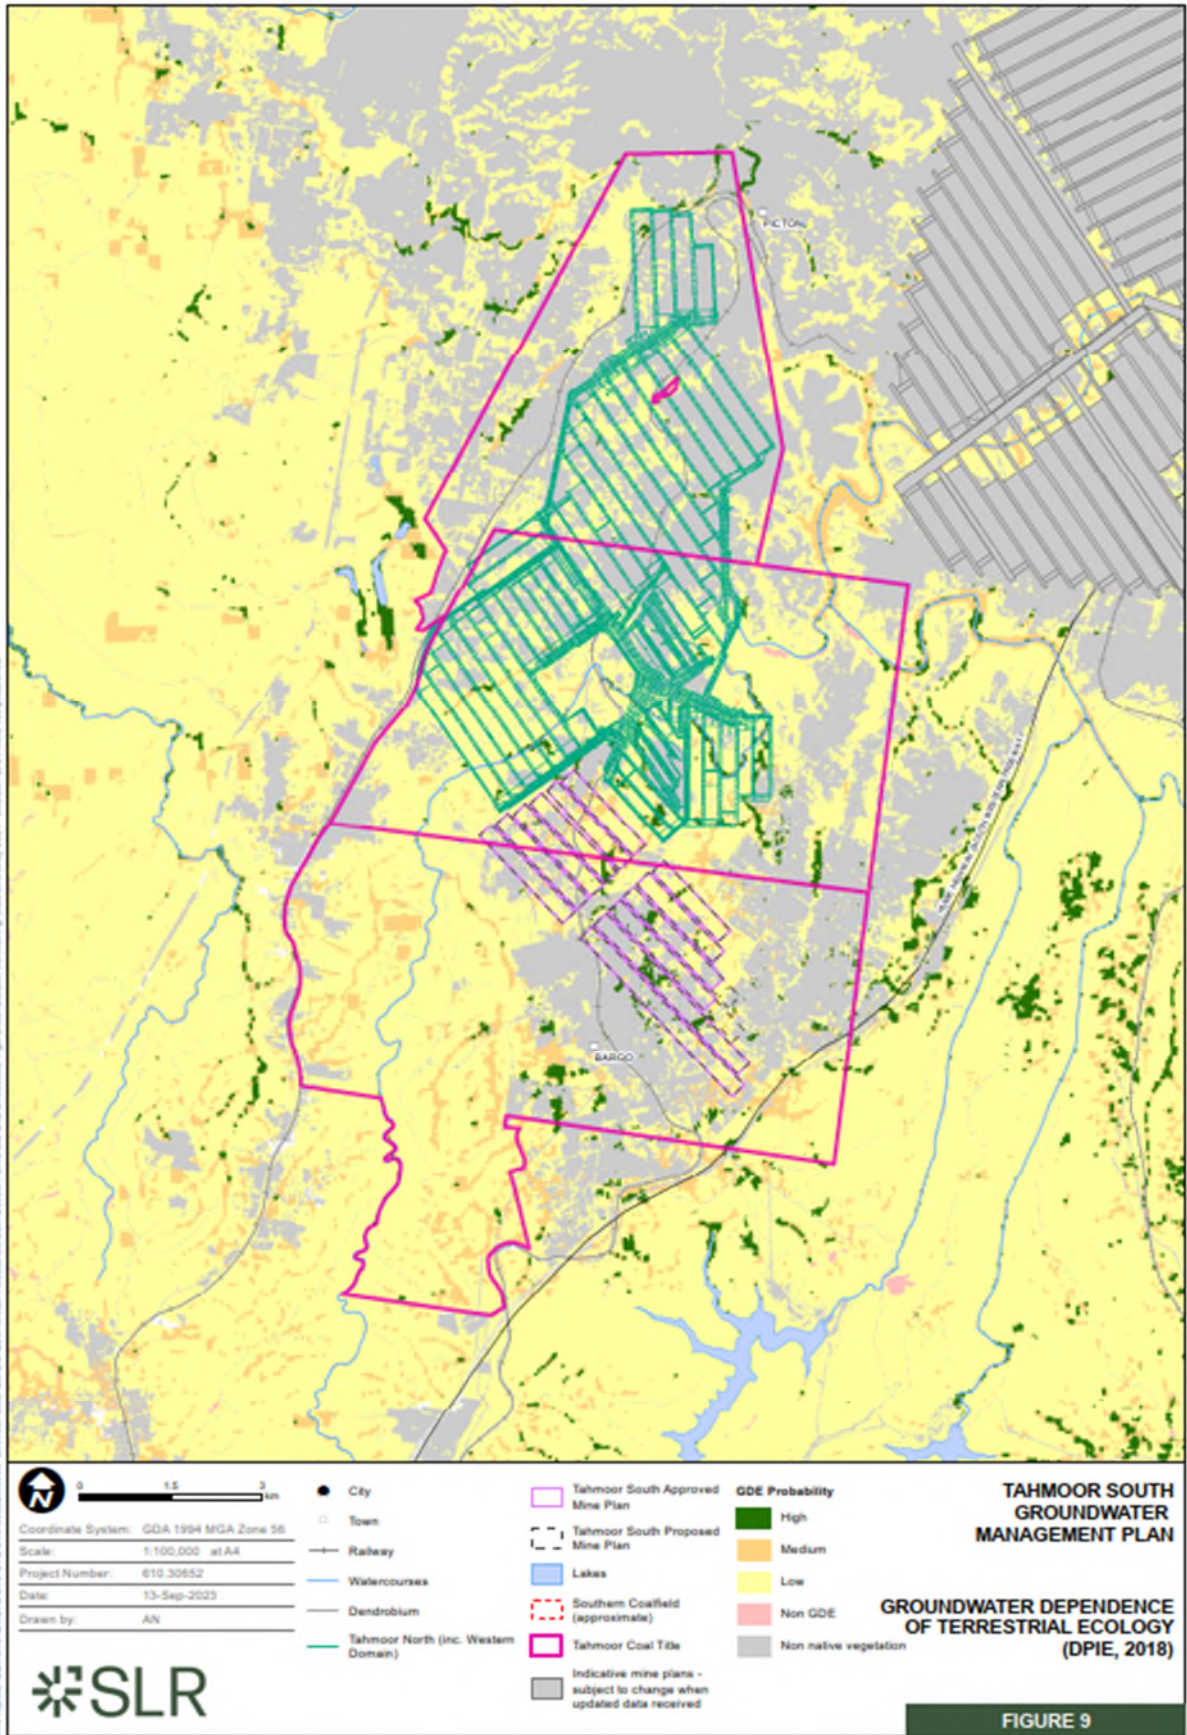 PICTON
BARGO
N
0 1.5 3
km
Coordinate System: GDA 1994 MGA Zone 56
Scale: 1:100,000 at A4
Project Number: 610.30652
Date: 13-Sep-2023
Drawn by: AN
SLR
City
Town
Railway
Watercourses
Dendrobium
Tahmoor North (inc. Western
Domain)
Tahmoor South Approved
Mine Plan
Tahmoor South Proposed
Mine Plan
Lakes
Southern Coalfield
(approximate)
Tahmoor Coal Title
Indicative mine plans -
subject to change when
updated data received
GDE Probability
High
Medium
Low
Non GDE
Non native vegetation
TAHMOOR SOUTH
GROUNDWATER
MANAGEMENT PLAN
GROUNDWATER DEPENDENCE
OF TERRESTRIAL ECOLOGY
(DPIE, 2018)
FIGURE 9